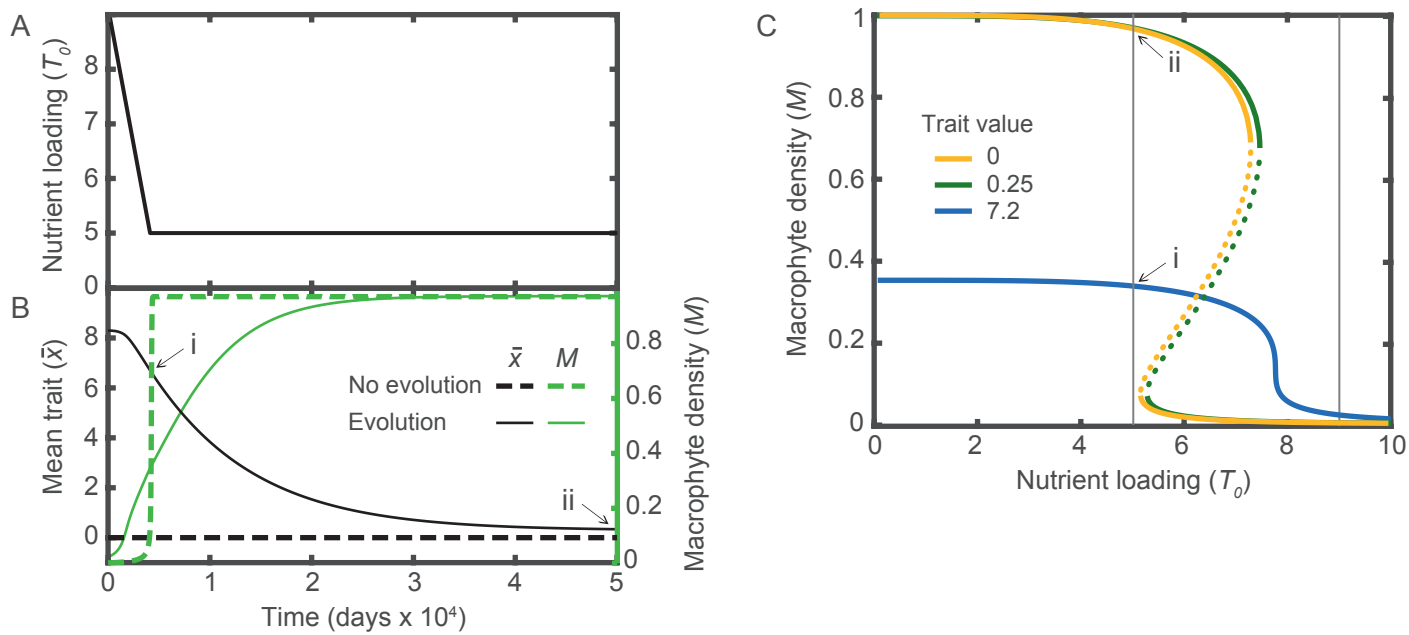 A
Nutrient loading (T₀)
8
7
6
5
0
B
Mean trait (x̄)
8
6
4
2
0
i
ii
x̄ M
No evolution
Evolution
0.8
0.6
0.4
0.2
0
Macrophyte density (M)
0 1 2 3 4 5
Time (days x 10⁴)
C
Macrophyte density (M)
1
0.8
0.6
0.4
0.2
0
ii
Trait value
0
0.25
7.2
i
0 2 4 6 8 10
Nutrient loading (T₀)